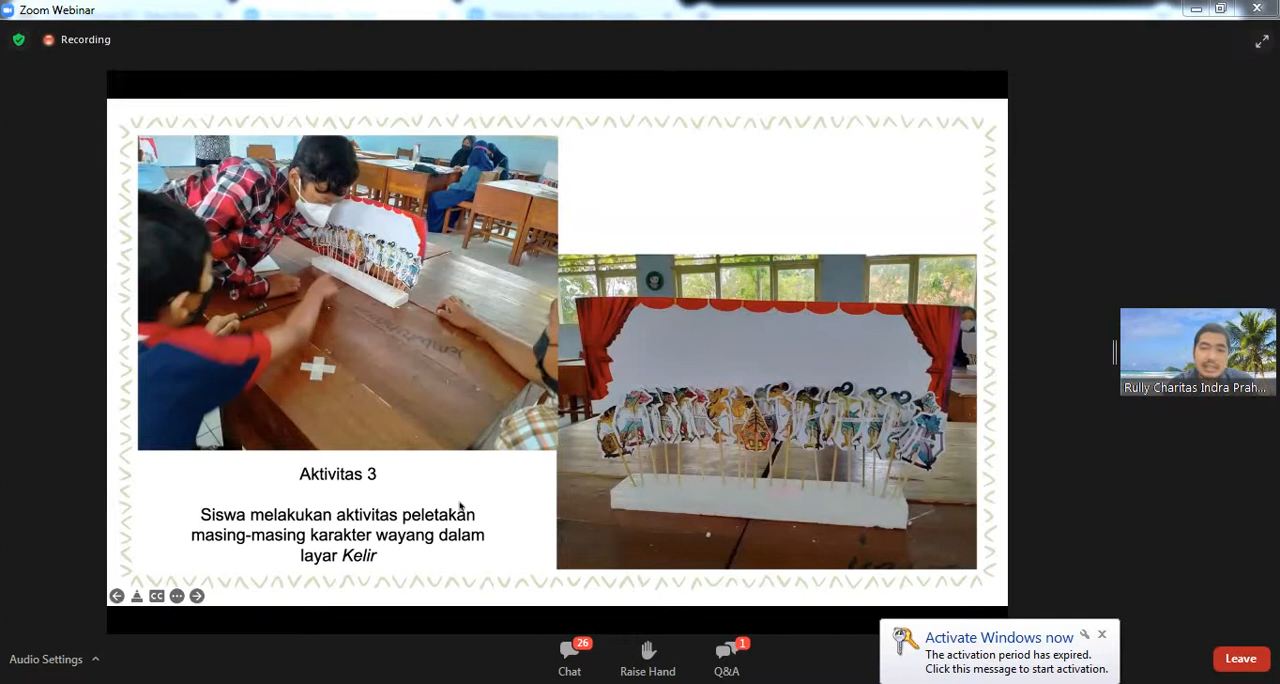 Zoom Webinar
Recording
Aktivitas 3
Siswa melakukan aktivitas peletakan
masing-masing karakter wayang dalam
layar Kelir
Rully Charitas Indra Prah...
CC
Audio Settings
26
Chat
Raise Hand
1
Q&A
Activate Windows now
The activation period has expired.
Click this message to start activation.
Leave